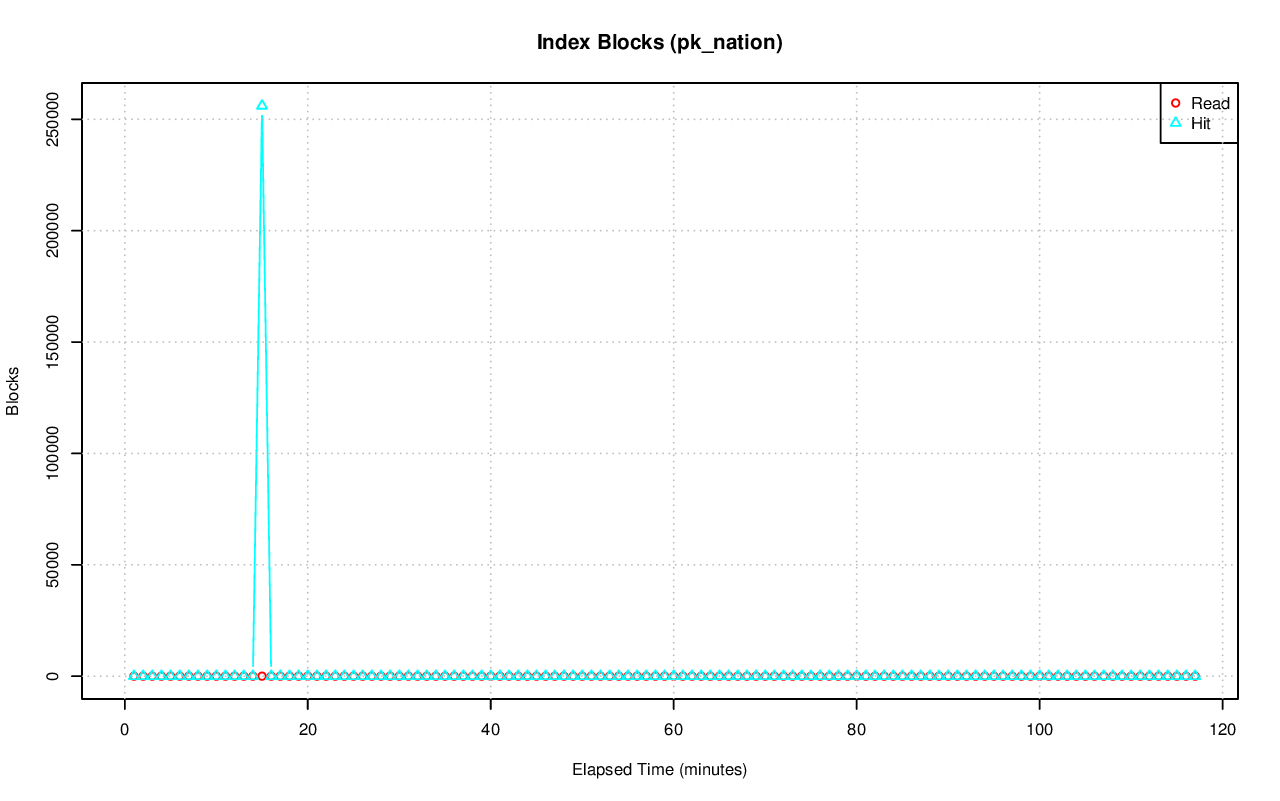 Index Blocks (pk_nation)
Read
Hit
250000
200000
150000
100000
50000
0
Blocks
0 20 40 60 80 100 120
Elapsed Time (minutes)